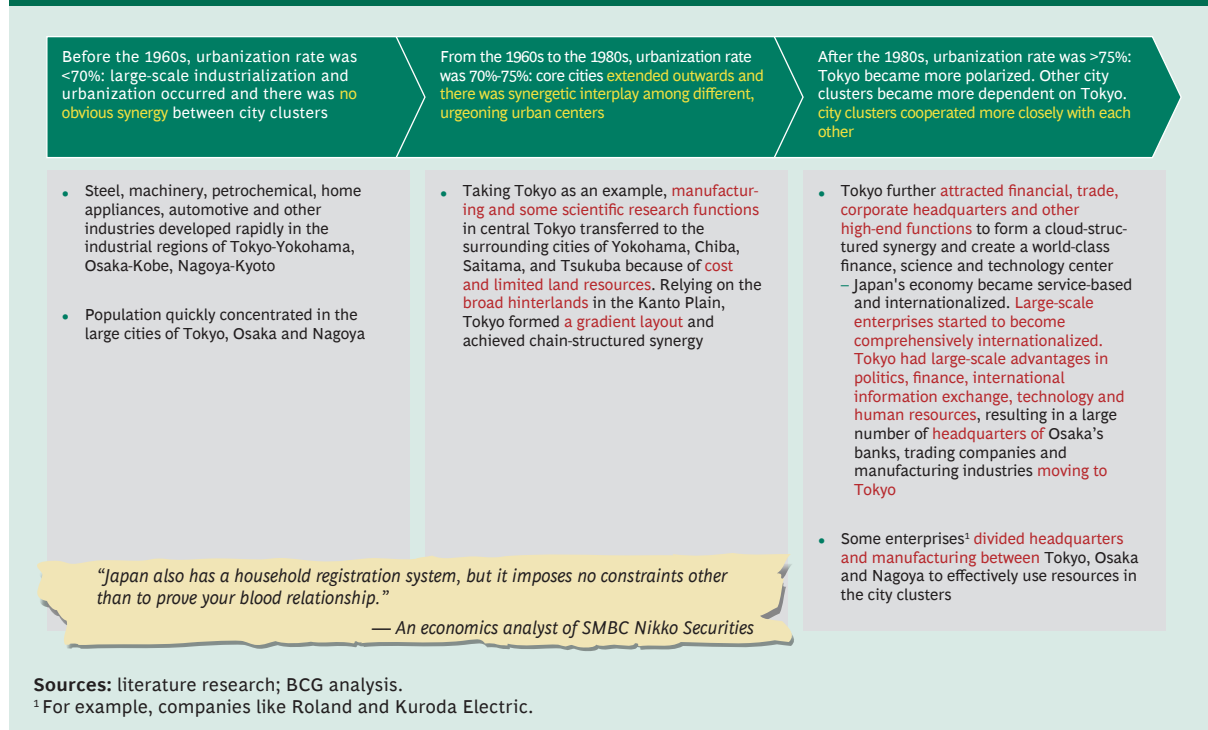 Before the 1960s, urbanization rate was
<70%: large-scale industrialization and
urbanization occurred and there was no
obvious synergy between city clusters
From the 1960s to the 1980s, urbanization rate
was 70%-75%: core cities extended outwards and
there was synergetic interplay among different,
urgeoning urban centers
After the 1980s, urbanization rate was >75%:
Tokyo became more polarized. Other city
clusters became more dependent on Tokyo.
city clusters cooperated more closely with each
other
• Steel, machinery, petrochemical, home
appliances, automotive and other
industries developed rapidly in the
industrial regions of Tokyo-Yokohama,
Osaka-Kobe, Nagoya-Kyoto
• Population quickly concentrated in the
large cities of Tokyo, Osaka and Nagoya
• Taking Tokyo as an example, manufactur-
ing and some scientific research functions
in central Tokyo transferred to the
surrounding cities of Yokohama, Chiba,
Saitama, and Tsukuba because of cost
and limited land resources. Relying on the
broad hinterlands in the Kanto Plain,
Tokyo formed a gradient layout and
achieved chain-structured synergy
• Tokyo further attracted financial, trade,
corporate headquarters and other
high-end functions to form a cloud-struc-
tured synergy and create a world-class
finance, science and technology center
– Japan's economy became service-based
and internationalized. Large-scale
enterprises started to become
comprehensively internationalized.
Tokyo had large-scale advantages in
politics, finance, international
information exchange, technology and
human resources, resulting in a large
number of headquarters of Osaka's
banks, trading companies and
manufacturing industries moving to
Tokyo
• Some enterprises¹ divided headquarters
and manufacturing between Tokyo, Osaka
and Nagoya to effectively use resources in
the city clusters
“Japan also has a household registration system, but it imposes no constraints other
than to prove your blood relationship.”
— An economics analyst of SMBC Nikko Securities
Sources: literature research; BCG analysis.
¹ For example, companies like Roland and Kuroda Electric.